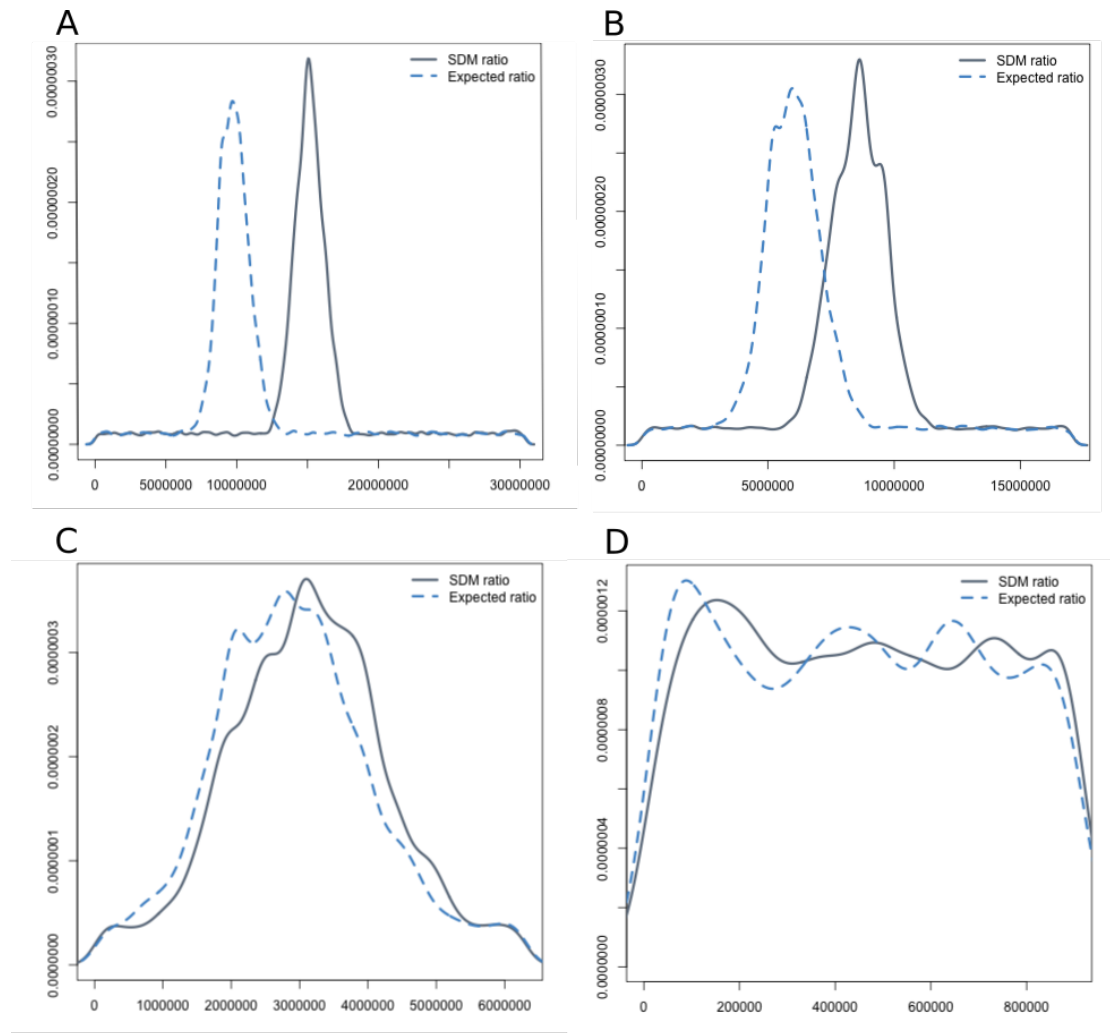 A
SDM ratio
Expected ratio
0.00000030
0.00000020
0.00000010
0.00000000
0 5000000 10000000 20000000 30000000
B
SDM ratio
Expected ratio
0.00000030
0.00000020
0.00000010
0.00000000
0 5000000 10000000 15000000
C
SDM ratio
Expected ratio
0.0000003
0.0000002
0.0000001
0.0000000
0 1000000 2000000 3000000 4000000 5000000 6000000
D
SDM ratio
Expected ratio
0.0000012
0.0000008
0.0000004
0.0000000
0 200000 400000 600000 800000